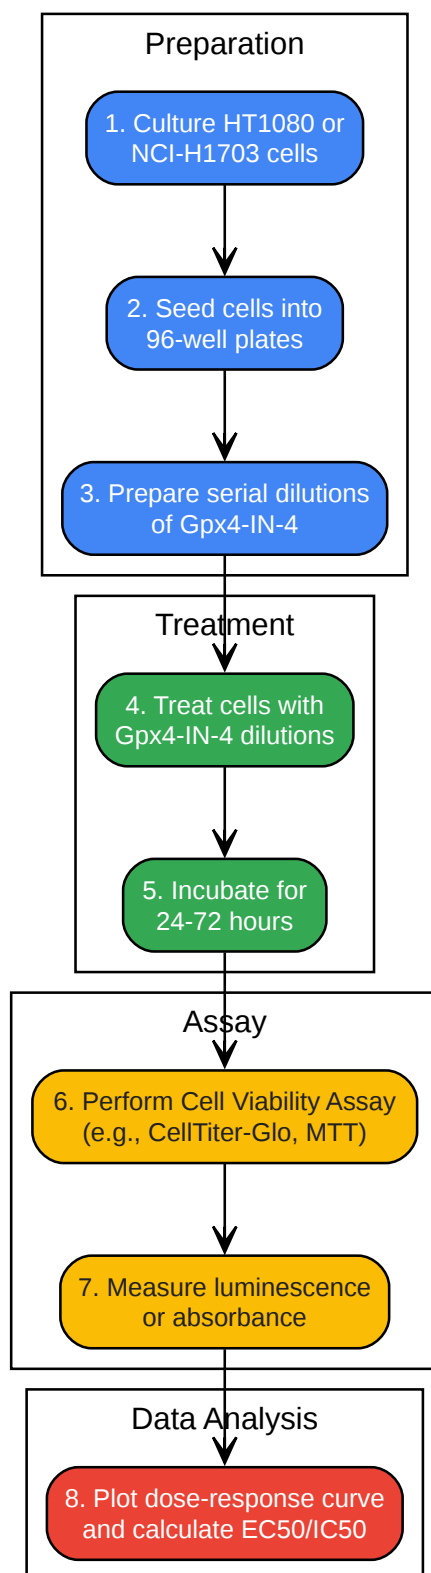 Preparation
1. Culture HT1080 or
NCI-H1703 cells
2. Seed cells into
96-well plates
3. Prepare serial dilutions
of Gpx4-IN-4
Treatment
4. Treat cells with
Gpx4-IN-4 dilutions
5. Incubate for
24-72 hours
Assay
6. Perform Cell Viability Assay
(e.g., CellTiter-Glo, MTT)
7. Measure luminescence
or absorbance
Data Analysis
8. Plot dose-response curve
and calculate EC50/IC50